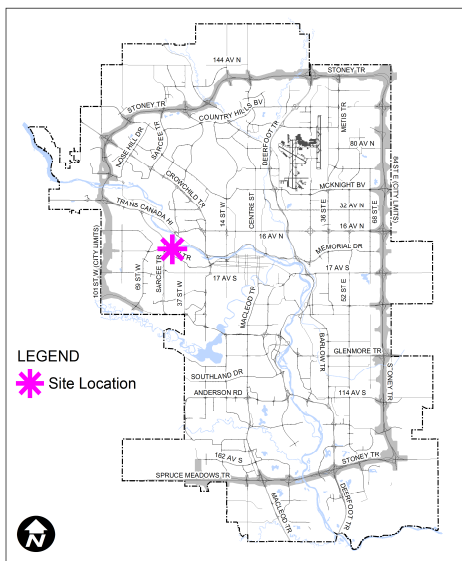 144 AV N
STONEY TR
STONEY TR
COUNTRY HILLS BV
METIS TR
DEERFOOT TR
SARCEE TR
NOSE HILL DR
80 AV N
84 ST E (CITY LIMITS)
CROWCHILD TR
MCKNIGHT BV
TRANS CANADA HI
14 ST W
CENTRE ST
36 ST E
32 AV N
68 ST E
16 AV N
16 AV N
MEMORIAL DR
TR
17 AV S
17 AV S
101 ST W (CITY LIMITS)
69 ST W
SARCEE TR
37 ST W
MACLEOD TR
52 ST E
BARLOW TR
GLENMORE TR
LEGEND
Site Location
SOUTHLAND DR
ANDERSON RD
114 AV S
STONEY TR
162 AV S
STONEY TR
SPRUCE MEADOWS TR
MACLEOD TR
DEERFOOT TR
N